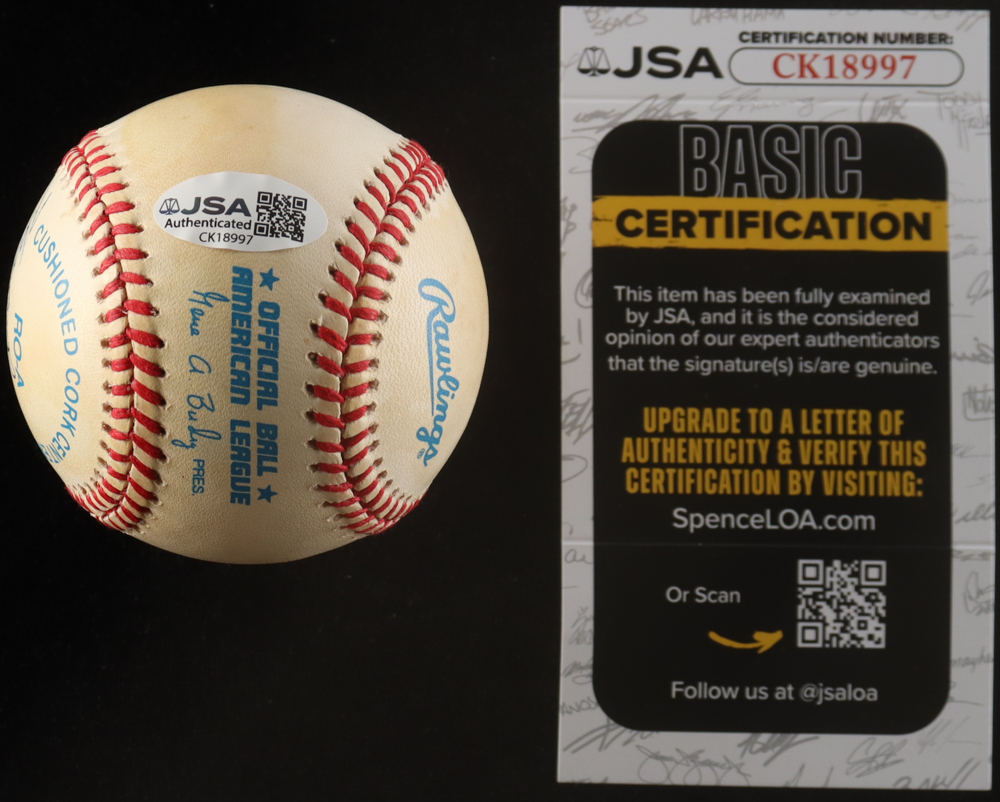 JSA
Authenticated
CK18997
★ OFFICIAL BALL ★
AMERICAN LEAGUE
Gene A. Budig PRES.
Rawlings®
CUSHIONED CORK
RO-A
JSA
CERTIFICATION NUMBER:
CK18997
BASIC
CERTIFICATION
This item has been fully examined
by JSA, and it is the considered
opinion of our expert authenticators
that the signature(s) is/are genuine.
UPGRADE TO A LETTER OF
AUTHENTICITY & VERIFY THIS
CERTIFICATION BY VISITING:
SpenceLOA.com
Or Scan
Follow us at @jsaloa